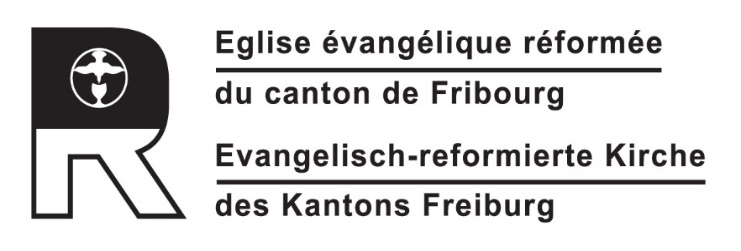 R
Eglise évangélique réformée
du canton de Fribourg
Evangelisch-reformierte Kirche
des Kantons Freiburg